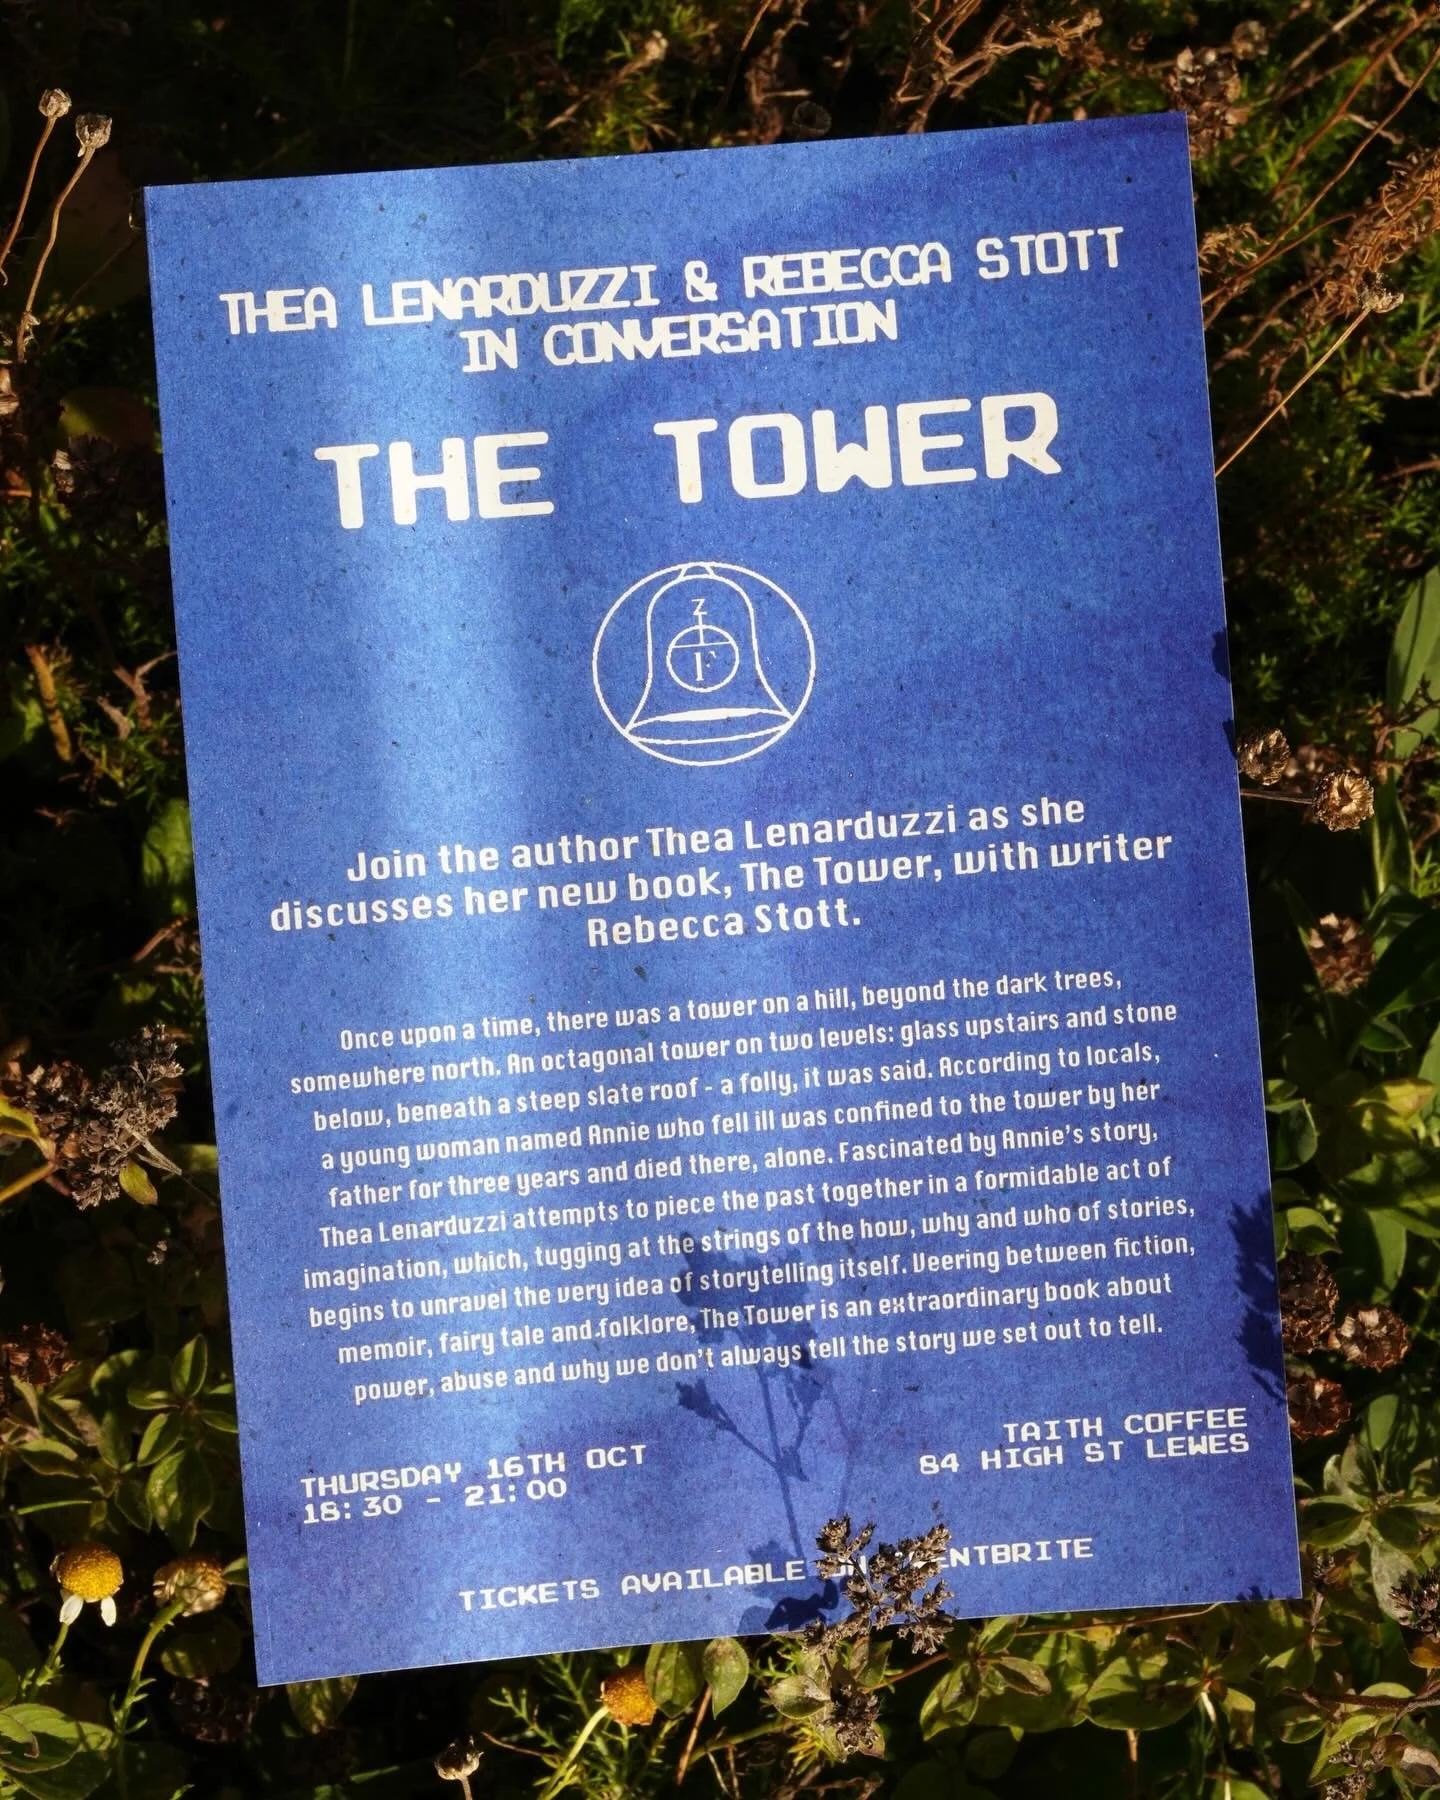 THEA LENARDUZZI & REBECCA STOTT
IN CONVERSATION
THE TOWER
Z
F
Join the author Thea Lenarduzzi as she
discusses her new book, The Tower, with writer
Rebecca Stott.
Once upon a time, there was a tower on a hill, beyond the dark trees,
somewhere north. An octagonal tower on two levels: glass upstairs and stone
below, beneath a steep slate roof - a folly, it was said. According to locals,
a young woman named Annie who fell ill was confined to the tower by her
father for three years and died there, alone. Fascinated by Annie's story,
Thea Lenarduzzi attempts to piece the past together in a formidable act of
imagination, which, tugging at the strings of the how, why and who of stories,
begins to unravel the very idea of storytelling itself. Veering between fiction,
memoir, fairy tale and folklore, The Tower is an extraordinary book about
power, abuse and why we don't always tell the story we set out to tell.
THURSDAY 16TH OCT
18:30 - 21:00
TAITH COFFEE
84 HIGH ST LEWES
TICKETS AVAILABLE